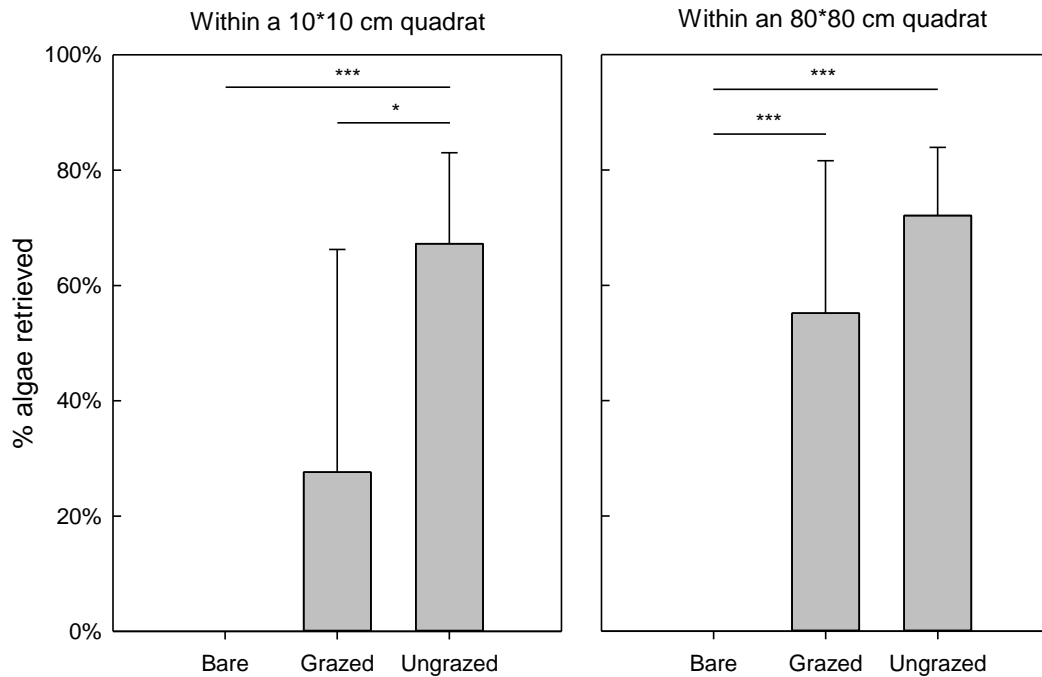 Within a 10*10 cm quadrat
Within an 80*80 cm quadrat
% algae retrieved
100%
80%
60%
40%
20%
0%
***
*
***
***
Bare Grazed Ungrazed
Bare Grazed Ungrazed